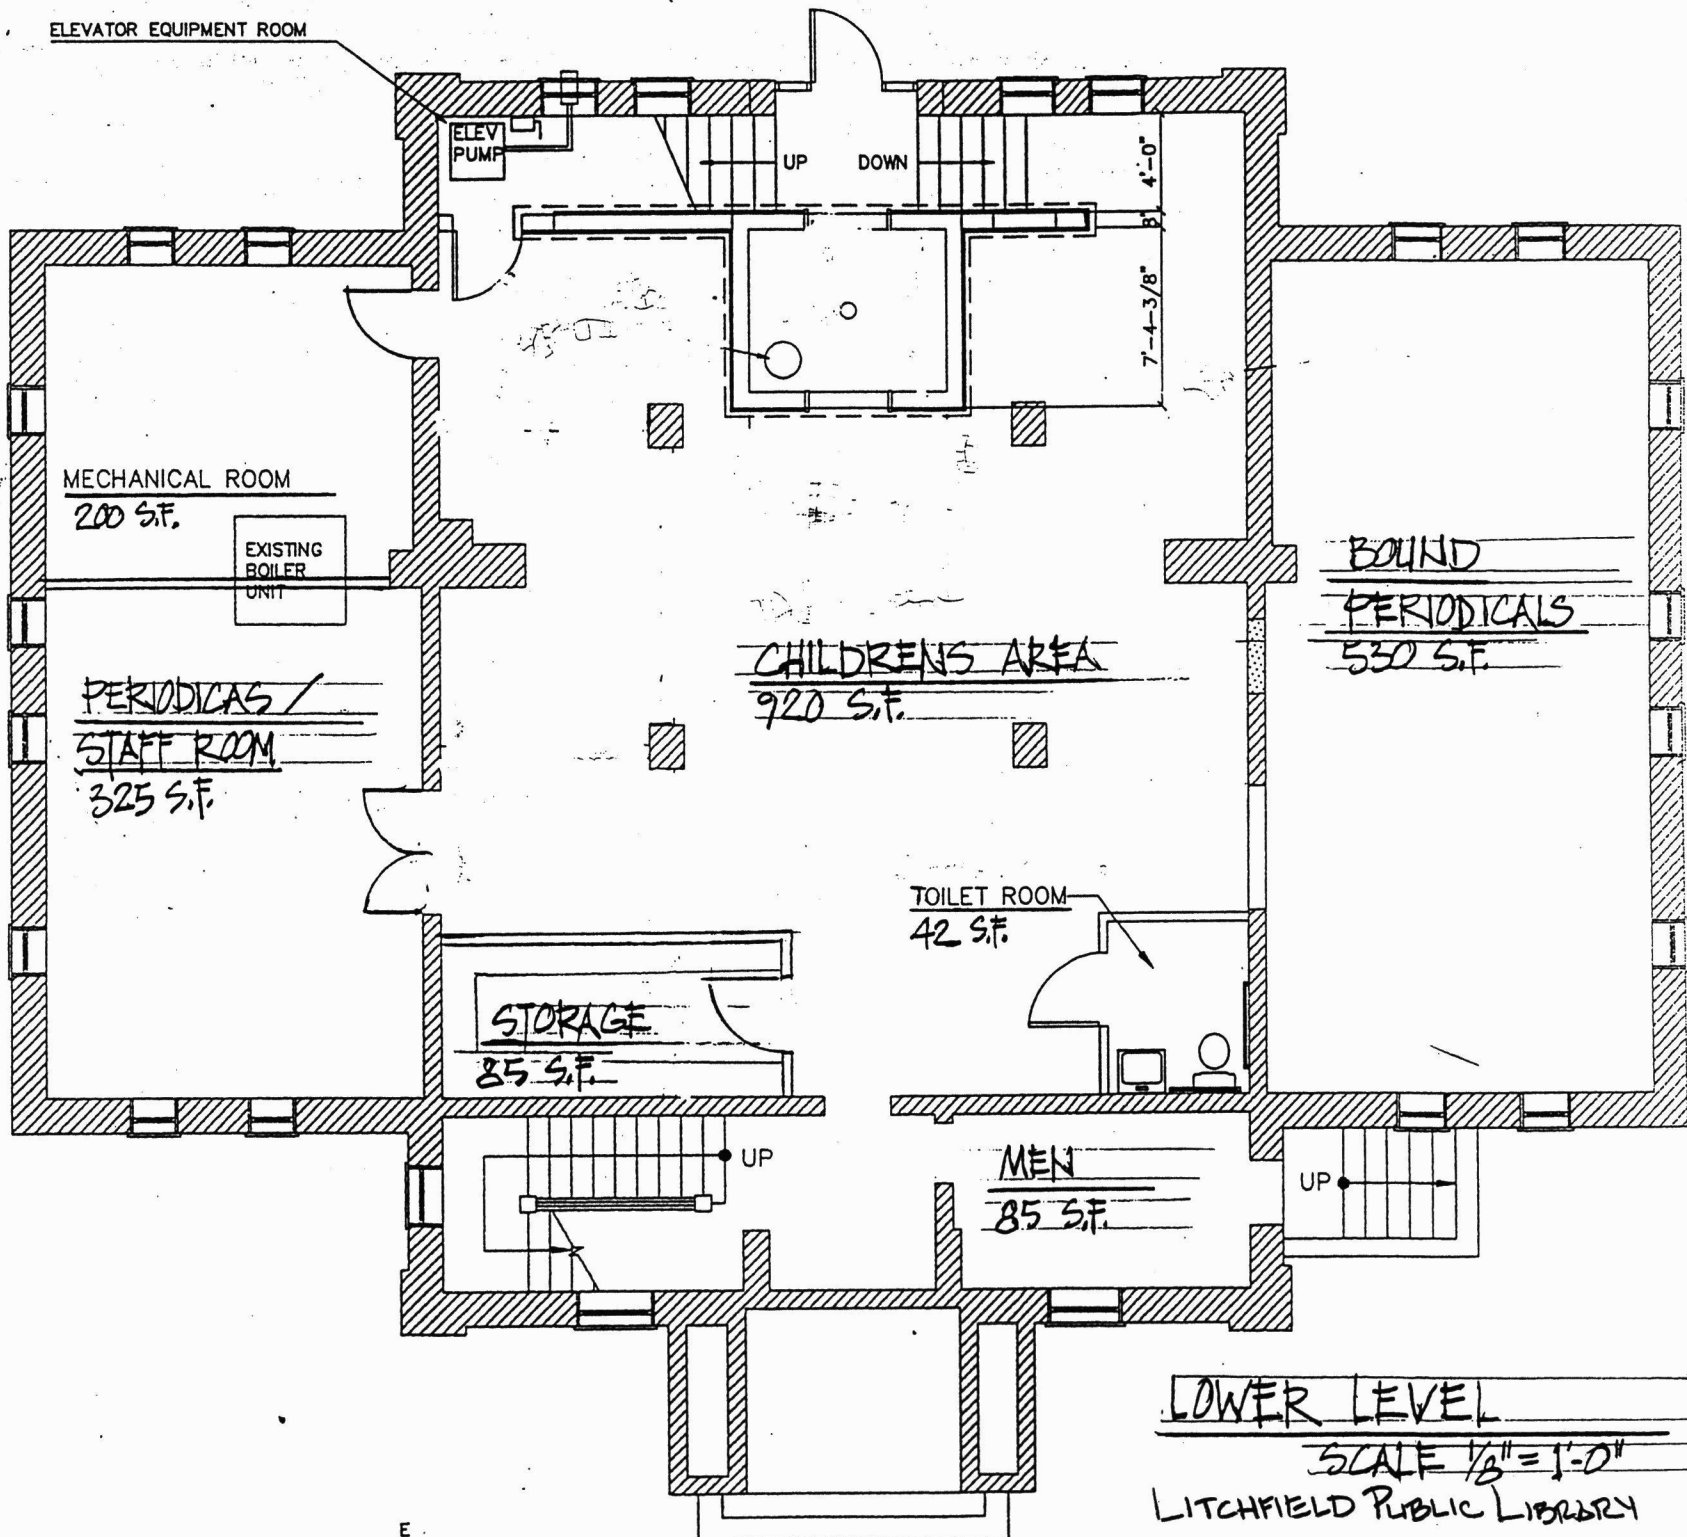 ELEVATOR EQUIPMENT ROOM
ELEV
PUMP
UP
DOWN
4'-0"
8"
7'-4-3/8"
MECHANICAL ROOM
200 S.F.
EXISTING
BOILER
UNIT
BOUND
PERIODICALS
530 S.F.
CHILDRENS AREA
920 S.F.
PERIODICAS /
STAFF ROOM
325 S.F.
TOILET ROOM
42 S.F.
STORAGE
85 S.F.
UP
MEN
85 S.F.
UP
LOWER LEVEL
SCALE 1/8" = 1'-0"
LITCHFIELD PUBLIC LIBRARY
E